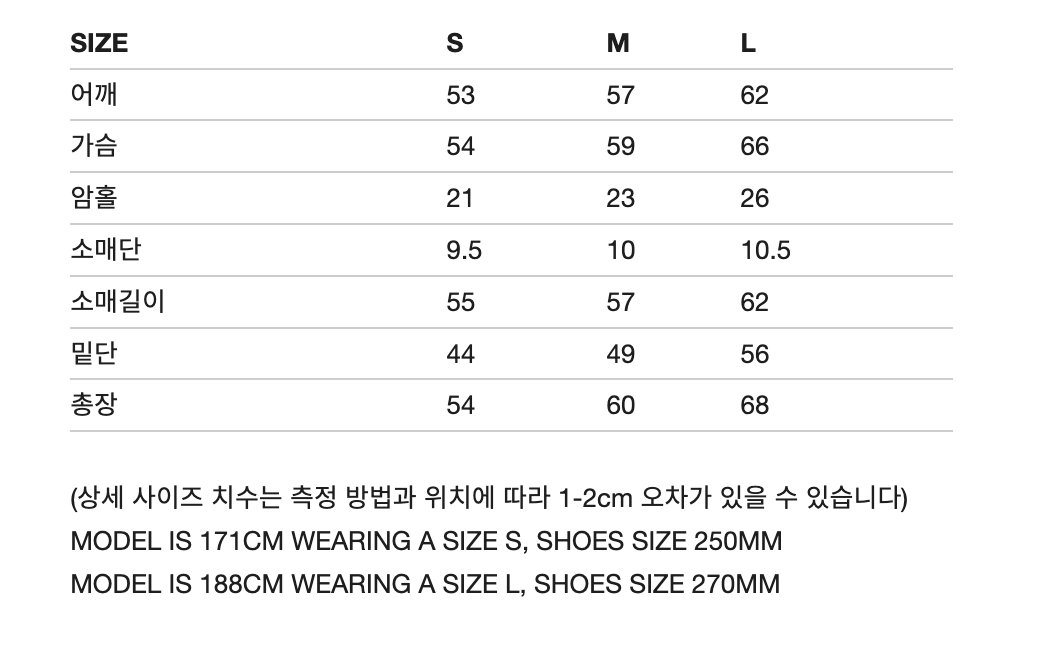 SIZE S M L
어깨 53 57 62
가슴 54 59 66
암홀 21 23 26
소매단 9.5 10 10.5
소매길이 55 57 62
밑단 44 49 56
총장 54 60 68
(상세 사이즈 치수는 측정 방법과 위치에 따라 1-2cm 오차가 있을 수 있습니다)
MODEL IS 171CM WEARING A SIZE S, SHOES SIZE 250MM
MODEL IS 188CM WEARING A SIZE L, SHOES SIZE 270MM